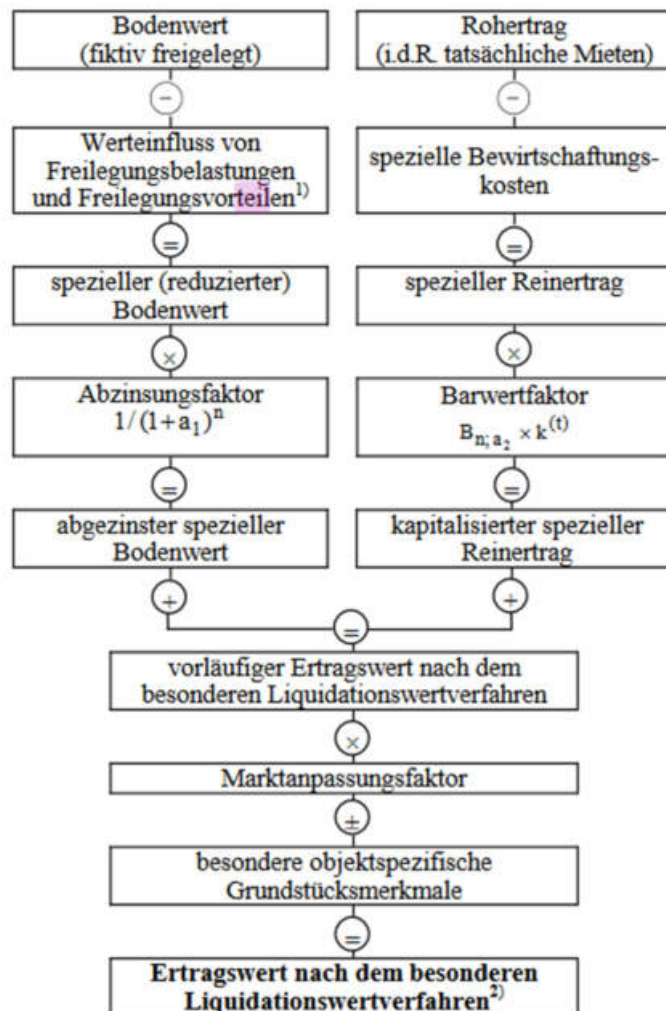 Bodenwert
(fiktiv freigelegt)
−
Werteinfluss von
Freilegungsbelastungen
und Freilegungsvorteilen1)
=
spezieller (reduzierter)
Bodenwert
×
Abzinsungsfaktor
1/(1+a1)^n
=
abgezinster spezieller
Bodenwert
+
Rohertrag
(i.d.R. tatsächliche Mieten)
−
spezielle Bewirtschaftungs-
kosten
=
spezieller Reinertrag
×
Barwertfaktor
Bn; a2 × k(t)
=
kapitalisierter spezieller
Reinertrag
+
=
vorläufiger Ertragswert nach dem
besonderen Liquidationswertverfahren
×
Marktanpassungsfaktor
±
besondere objektspezifische
Grundstücksmerkmale
=
Ertragswert nach dem besonderen
Liquidationswertverfahren2)